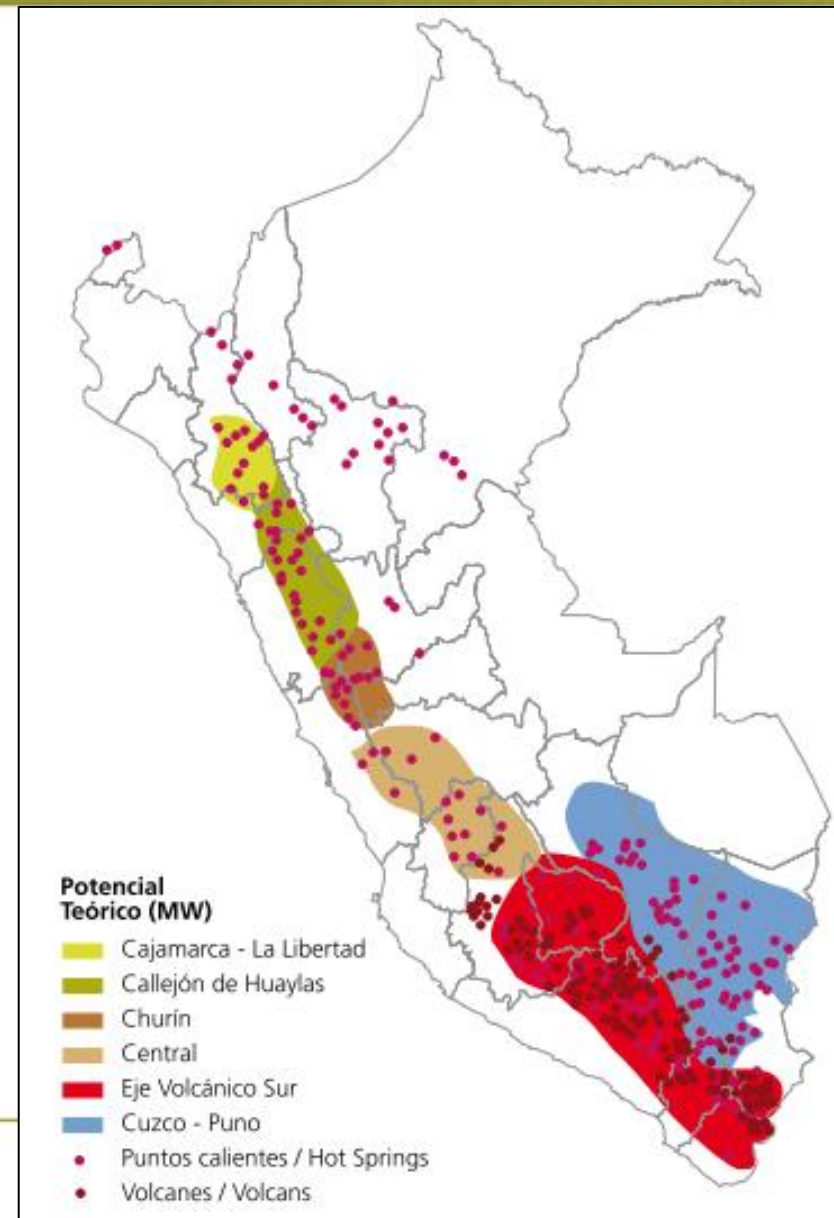 Potencial
Teórico (MW)
Cajamarca - La Libertad
Callejón de Huaylas
Churín
Central
Eje Volcánico Sur
Cuzco - Puno
Puntos calientes / Hot Springs
Volcanes / Volcans